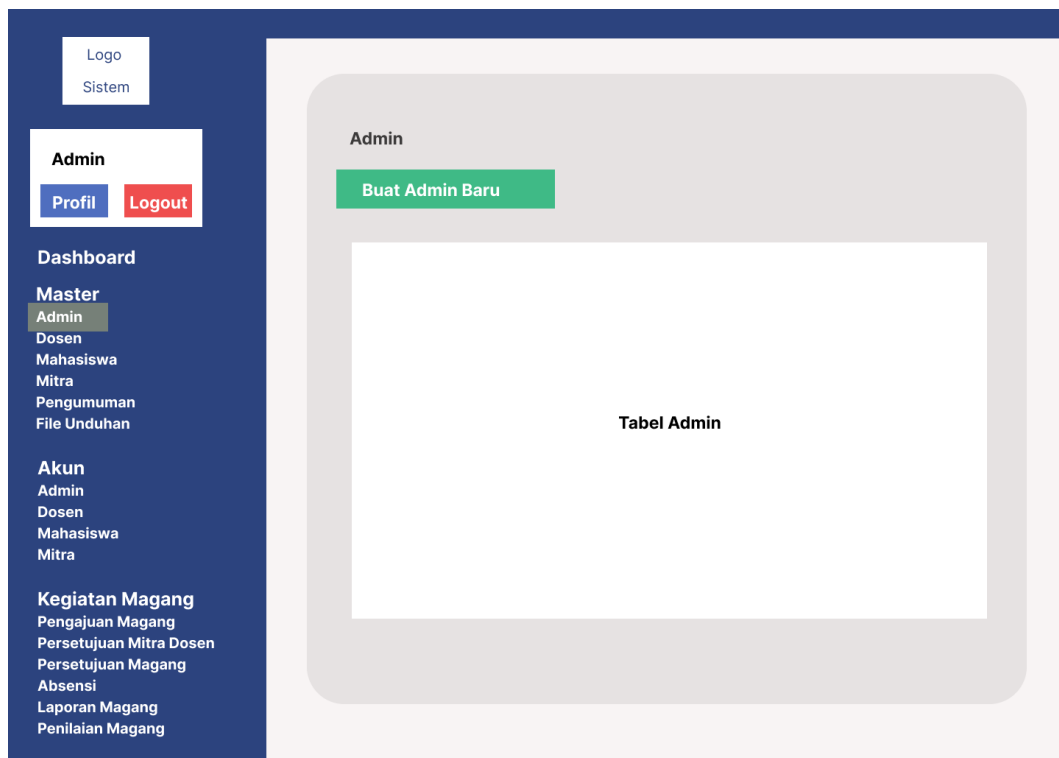 Logo
Sistem
Admin
Profil
Logout
Dashboard
Master
Admin
Dosen
Mahasiswa
Mitra
Pengumuman
File Unduhan
Akun
Admin
Dosen
Mahasiswa
Mitra
Kegiatan Magang
Pengajuan Magang
Persetujuan Mitra Dosen
Persetujuan Magang
Absensi
Laporan Magang
Penilaian Magang
Admin
Buat Admin Baru
Tabel Admin